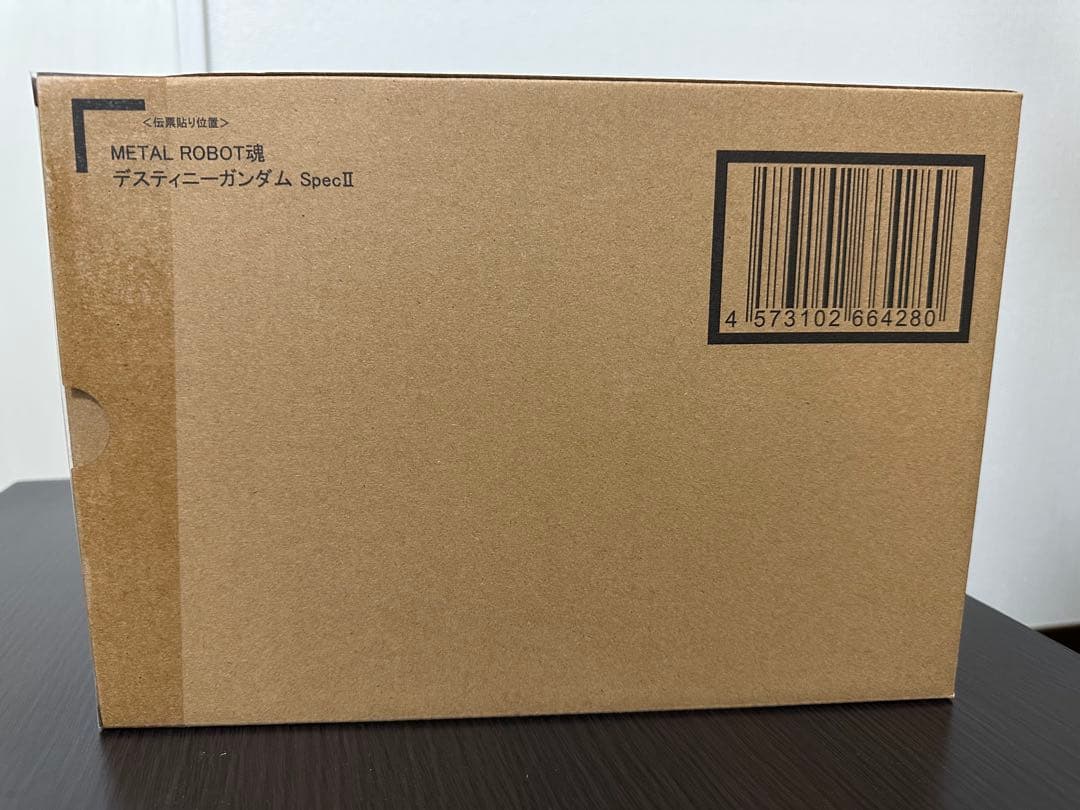 <伝票貼り位置>
METAL ROBOT魂
デスティニーガンダム SpecⅡ
4 573102 664280